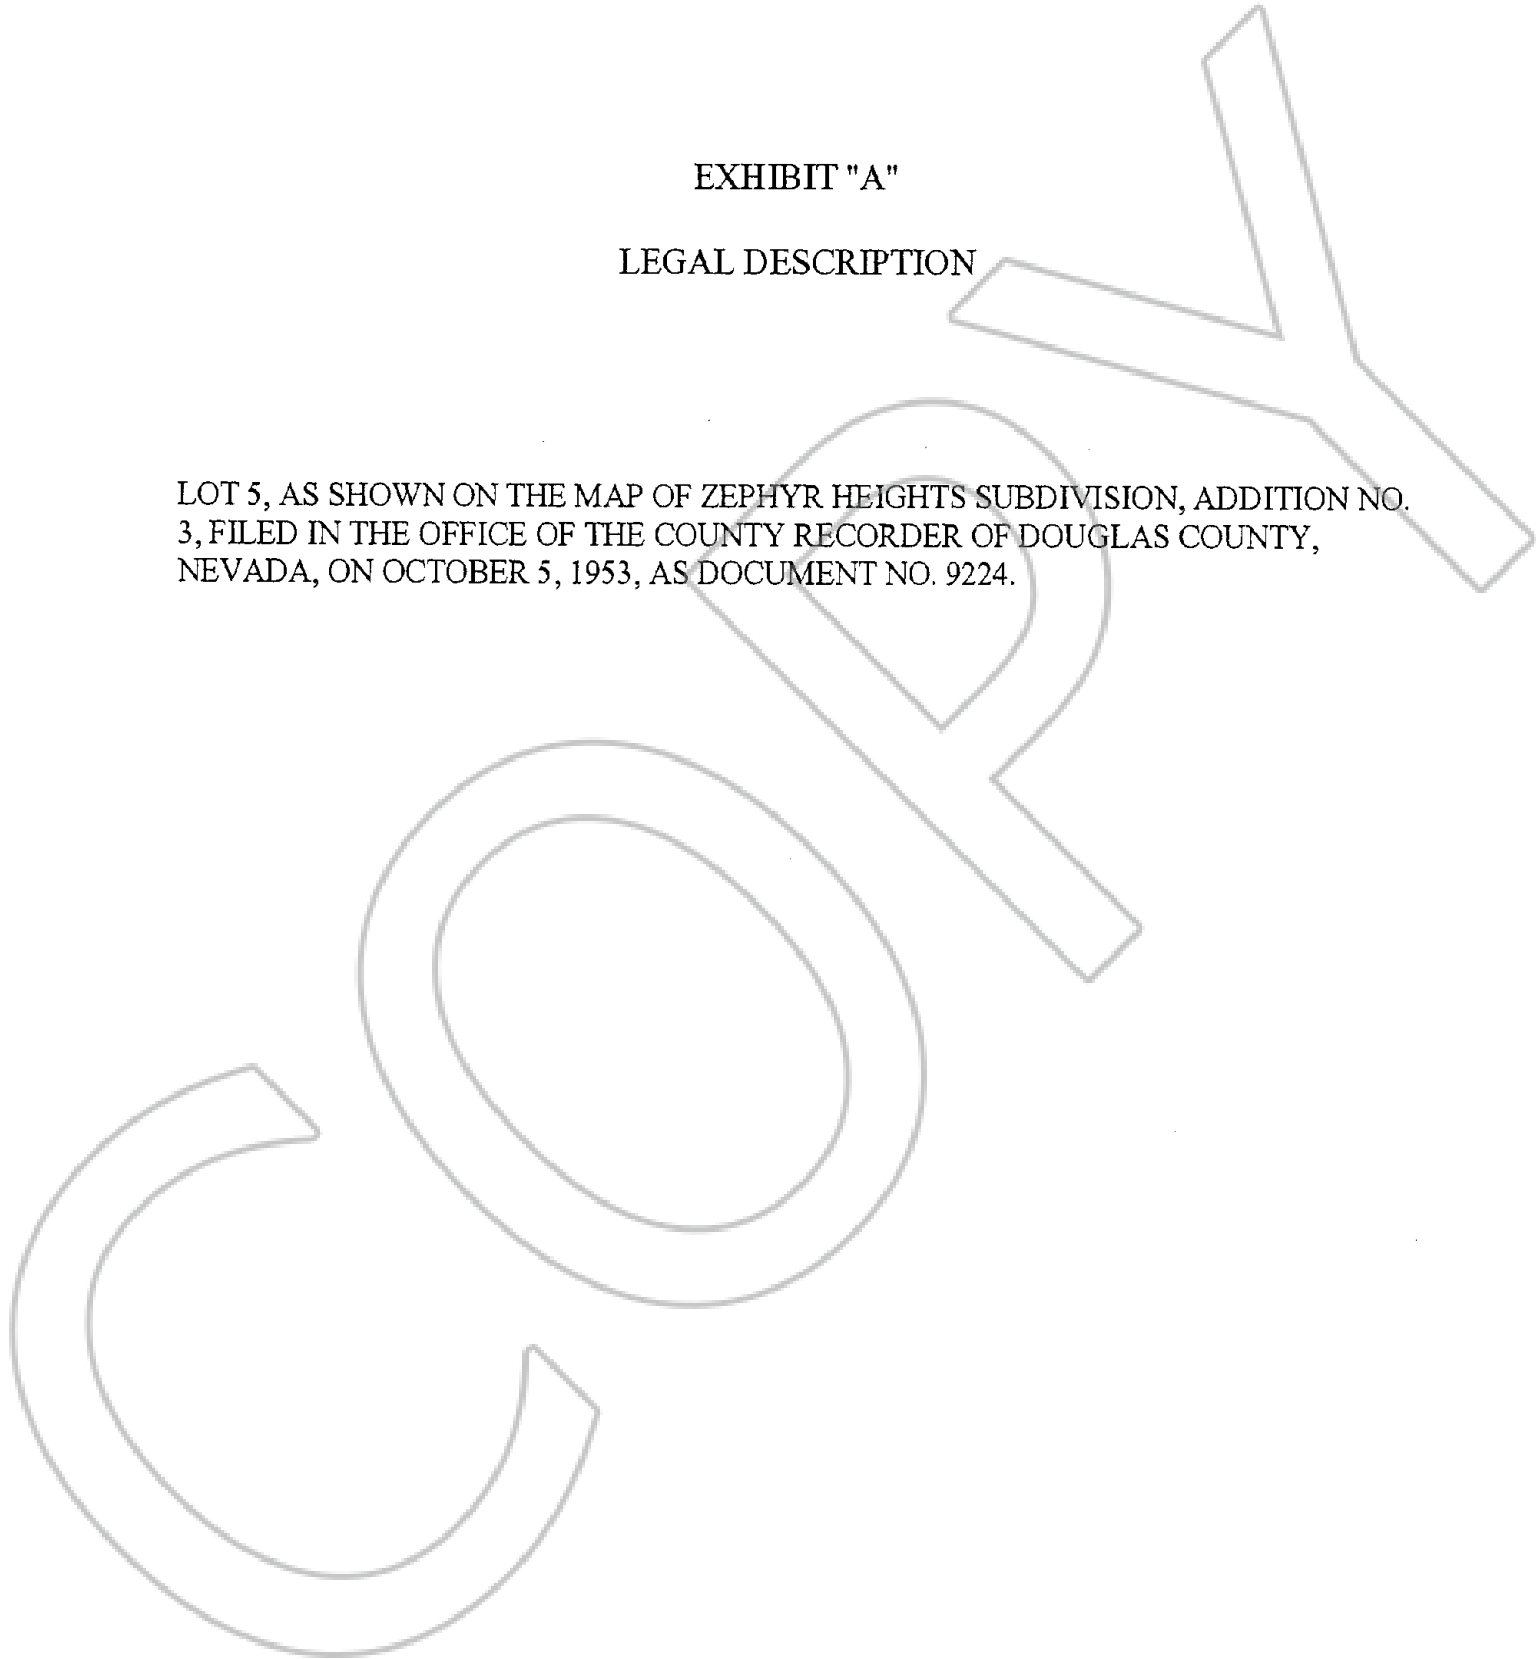 EXHIBIT "A"
LEGAL DESCRIPTION
LOT 5, AS SHOWN ON THE MAP OF ZEPHYR HEIGHTS SUBDIVISION, ADDITION NO.
3, FILED IN THE OFFICE OF THE COUNTY RECORDER OF DOUGLAS COUNTY,
NEVADA, ON OCTOBER 5, 1953, AS DOCUMENT NO. 9224.
COPY